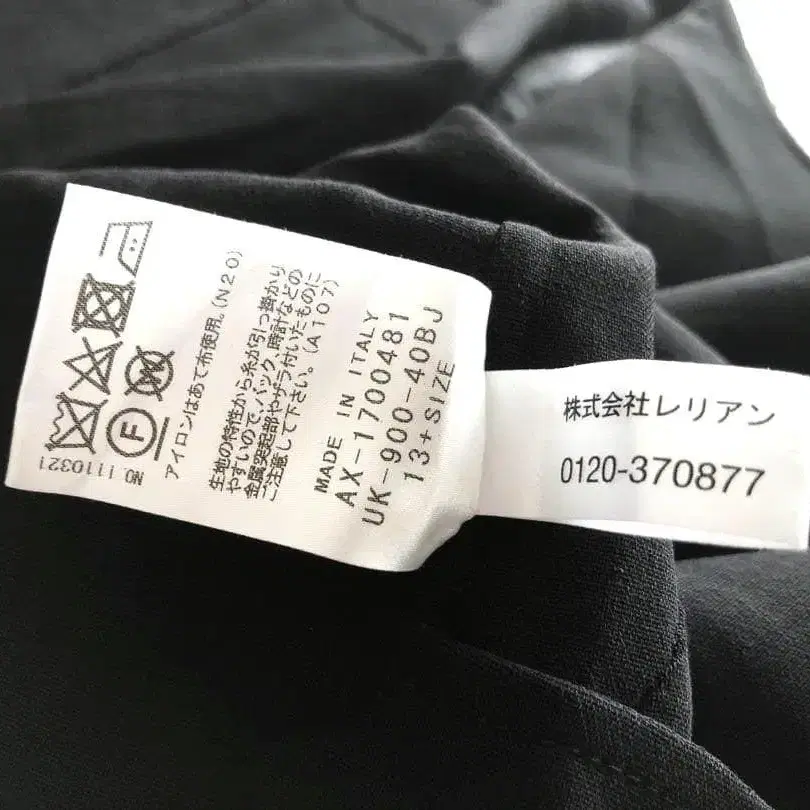 アイロンはあて布使用。(N20)
生地の特性から糸が引っ掛かり
やすいので、バック、時計などの
金属突起部やザラ付いたものに
ご注意して下さい。(A107)
MADE IN ITALY
AX-1700481
UK-900-40BJ
13+SIZE
NO.1110321
F
W
株式会社レリアン
0120-370877